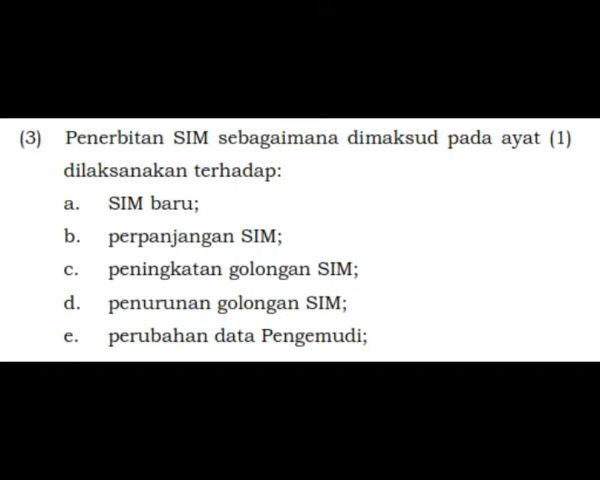 (3) Penerbitan SIM sebagaimana dimaksud pada ayat (1)
dilaksanakan terhadap:
a. SIM baru;
b. perpanjangan SIM;
c. peningkatan golongan SIM;
d. penurunan golongan SIM;
e. perubahan data Pengemudi;